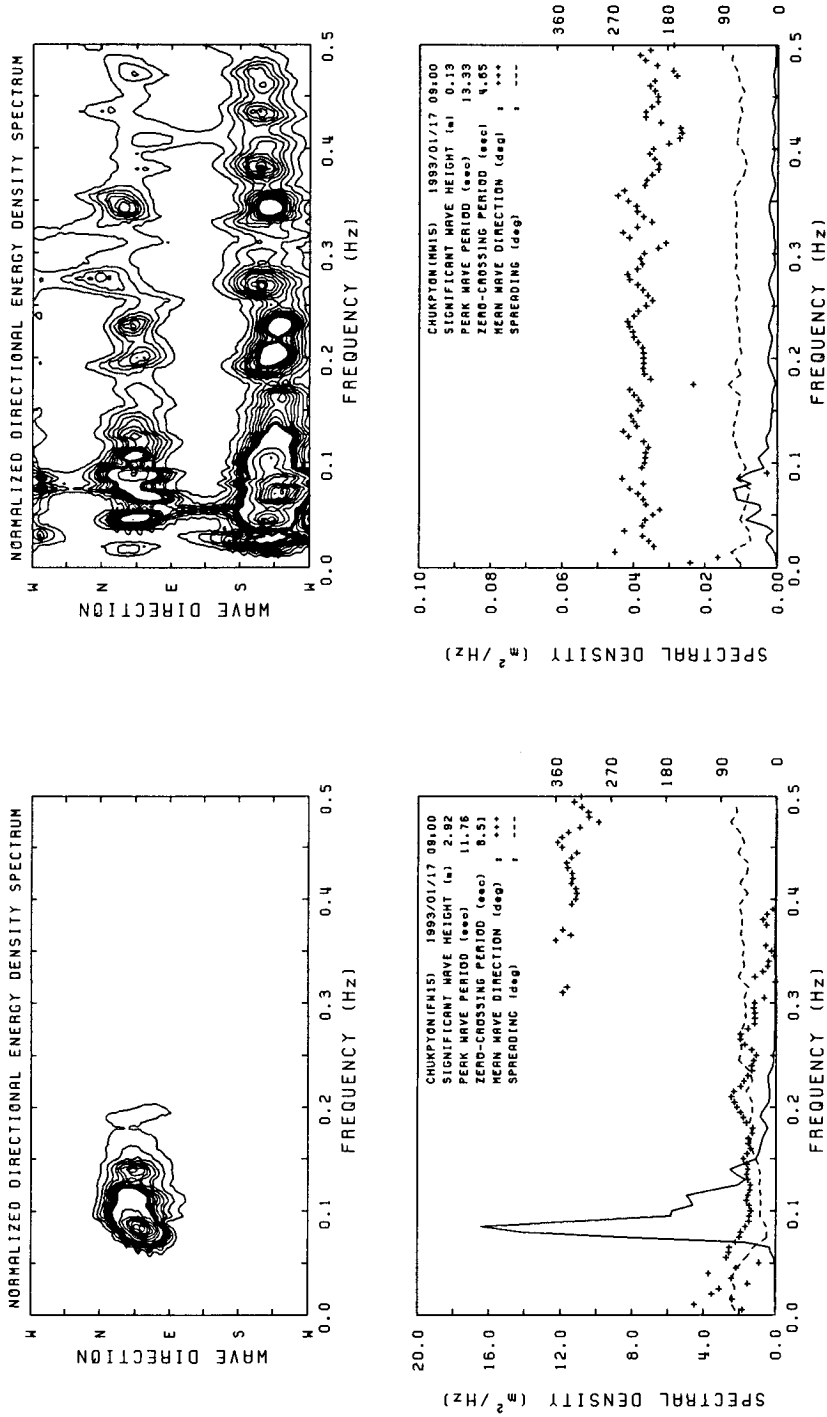 NORMALIZED DIRECTIONAL ENERGY DENSITY SPECTRUM
WAVE DIRECTION
W
N
E
S
W
0.0 0.1 0.2 0.3 0.4 0.5
FREQUENCY (Hz)
SPECTRAL DENSITY (m²/Hz)
20.0
16.0
12.0
8.0
4.0
0.0
CHUKPYON(FW15) 1993/01/17 09:00
SIGNIFICANT WAVE HEIGHT (m) 2.92
PEAK WAVE PERIOD (sec) 11.76
ZERO-CROSSING PERIOD (sec) 8.51
MEAN WAVE DIRECTION (deg) : +++
SPREADING (deg) : ---
360
270
180
90
0
0.0 0.1 0.2 0.3 0.4 0.5
FREQUENCY (Hz)
NORMALIZED DIRECTIONAL ENERGY DENSITY SPECTRUM
WAVE DIRECTION
W
N
E
S
W
0.0 0.1 0.2 0.3 0.4 0.5
FREQUENCY (Hz)
SPECTRAL DENSITY (m²/Hz)
0.10
0.08
0.06
0.04
0.02
0.00
CHUKPYON(MW15) 1993/01/17 09:00
SIGNIFICANT WAVE HEIGHT (m) 0.13
PEAK WAVE PERIOD (sec) 13.33
ZERO-CROSSING PERIOD (sec) 4.65
MEAN WAVE DIRECTION (deg) : +++
SPREADING (deg) : ---
360
270
180
90
0
0.0 0.1 0.2 0.3 0.4 0.5
FREQUENCY (Hz)